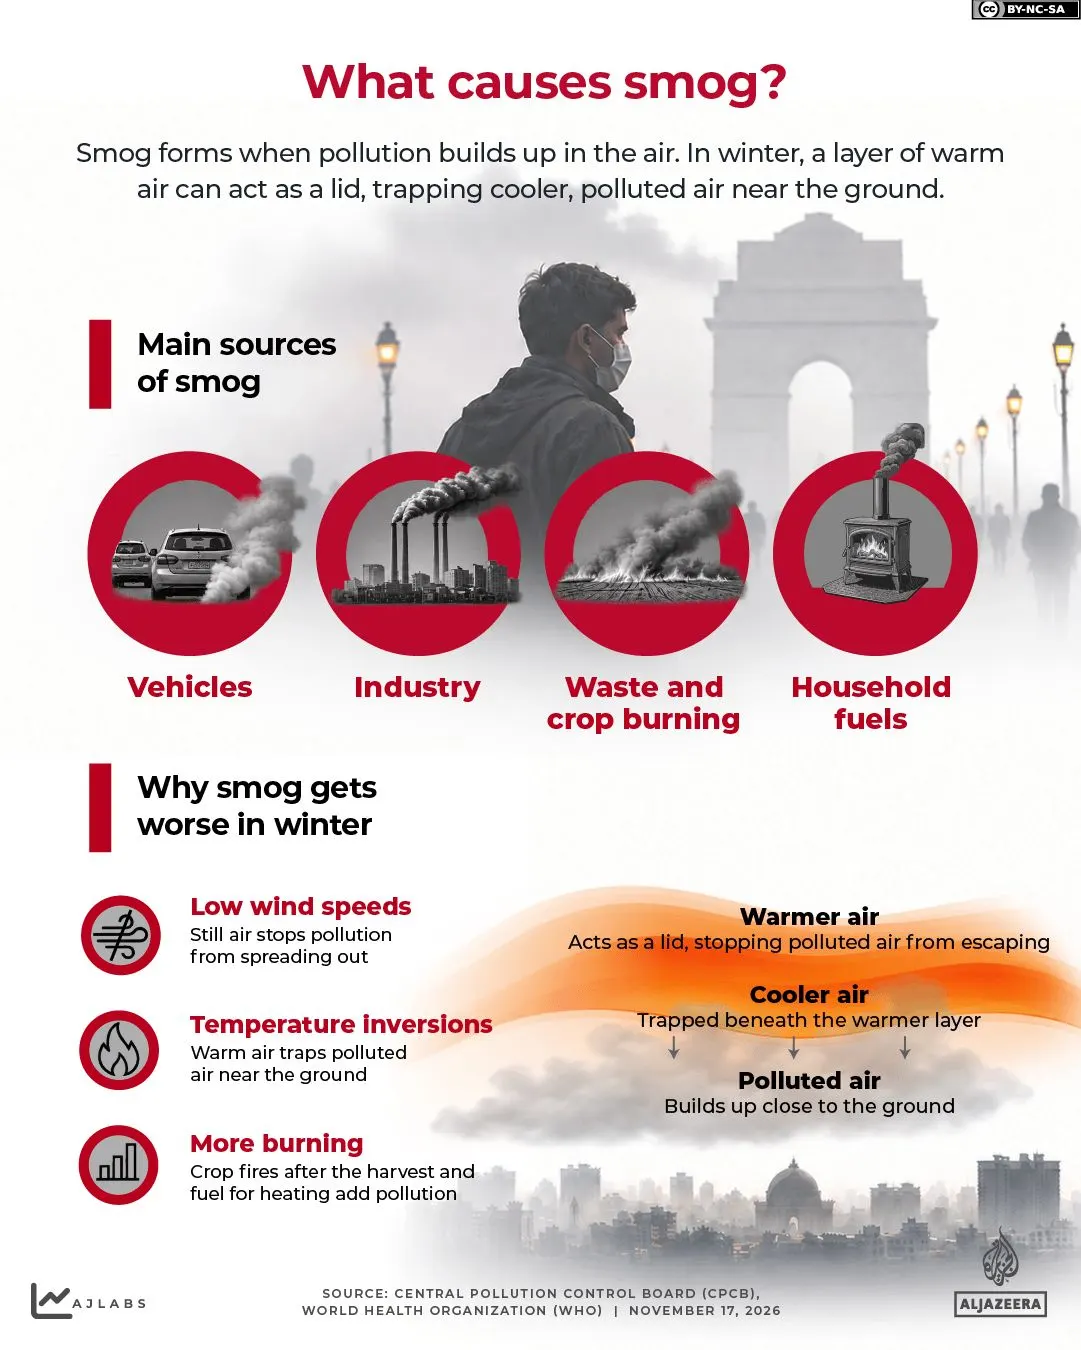 BY-NC-SA
What causes smog?
Smog forms when pollution builds up in the air. In winter, a layer of warm
air can act as a lid, trapping cooler, polluted air near the ground.
Main sources
of smog
Vehicles
Industry
Waste and
crop burning
Household
fuels
Why smog gets
worse in winter
Low wind speeds
Still air stops pollution
from spreading out
Temperature inversions
Warm air traps polluted
air near the ground
More burning
Crop fires after the harvest and
fuel for heating add pollution
Warmer air
Acts as a lid, stopping polluted air from escaping
Cooler air
Trapped beneath the warmer layer
Polluted air
Builds up close to the ground
AJLABS
SOURCE: CENTRAL POLLUTION CONTROL BOARD (CPCB),
WORLD HEALTH ORGANIZATION (WHO) | NOVEMBER 17, 2026
ALJAZEERA